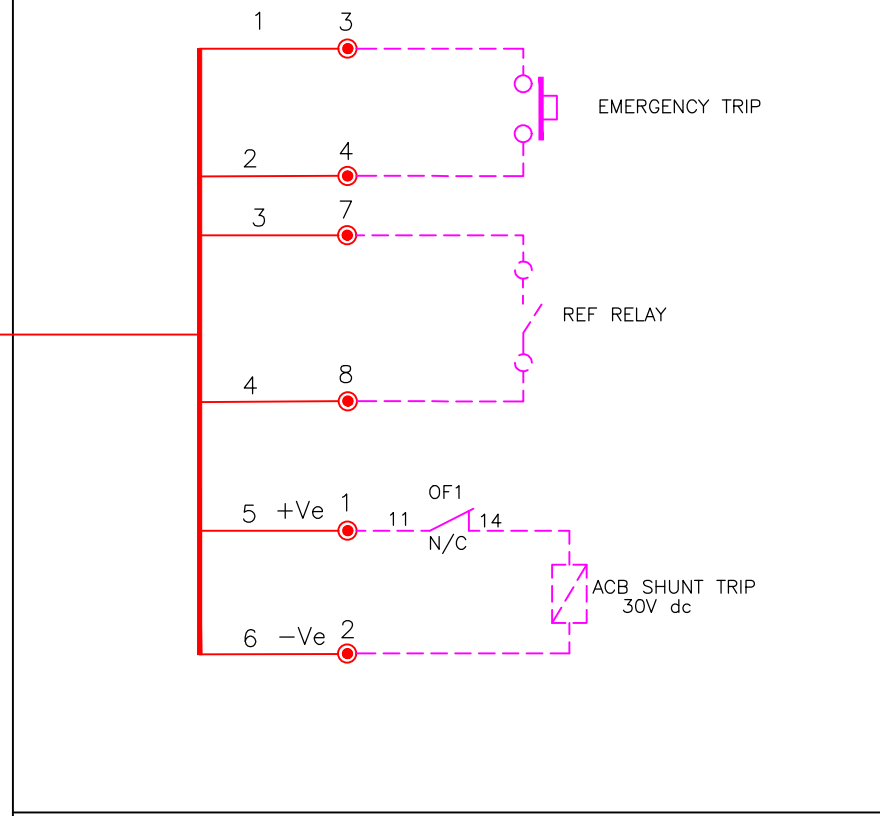 1 3
EMERGENCY TRIP
2 4
3 7
REF RELAY
4 8
OF1
5 +Ve 1 11 14
N/C
ACB SHUNT TRIP
30V dc
6 -Ve 2